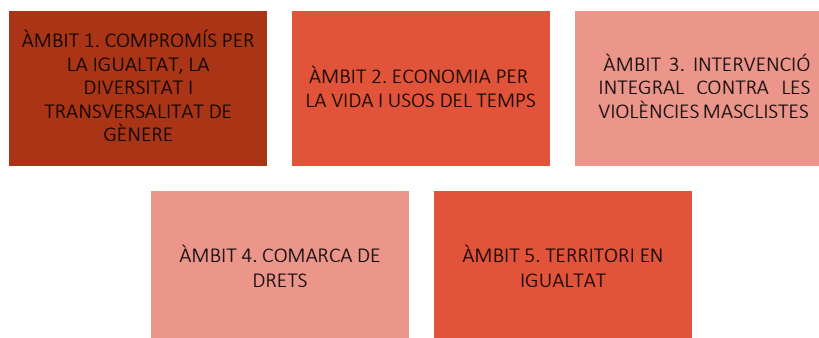 ÀMBIT 1. COMPROMÍS PER
LA IGUALTAT, LA
DIVERSITAT I
TRANSVERSALITAT DE
GÈNERE
ÀMBIT 2. ECONOMIA PER
LA VIDA I USOS DEL TEMPS
ÀMBIT 3. INTERVENCIÓ
INTEGRAL CONTRA LES
VIOLÈNCIES MASCLISTES
ÀMBIT 4. COMARCA DE
DRETS
ÀMBIT 5. TERRITORI EN
IGUALTAT